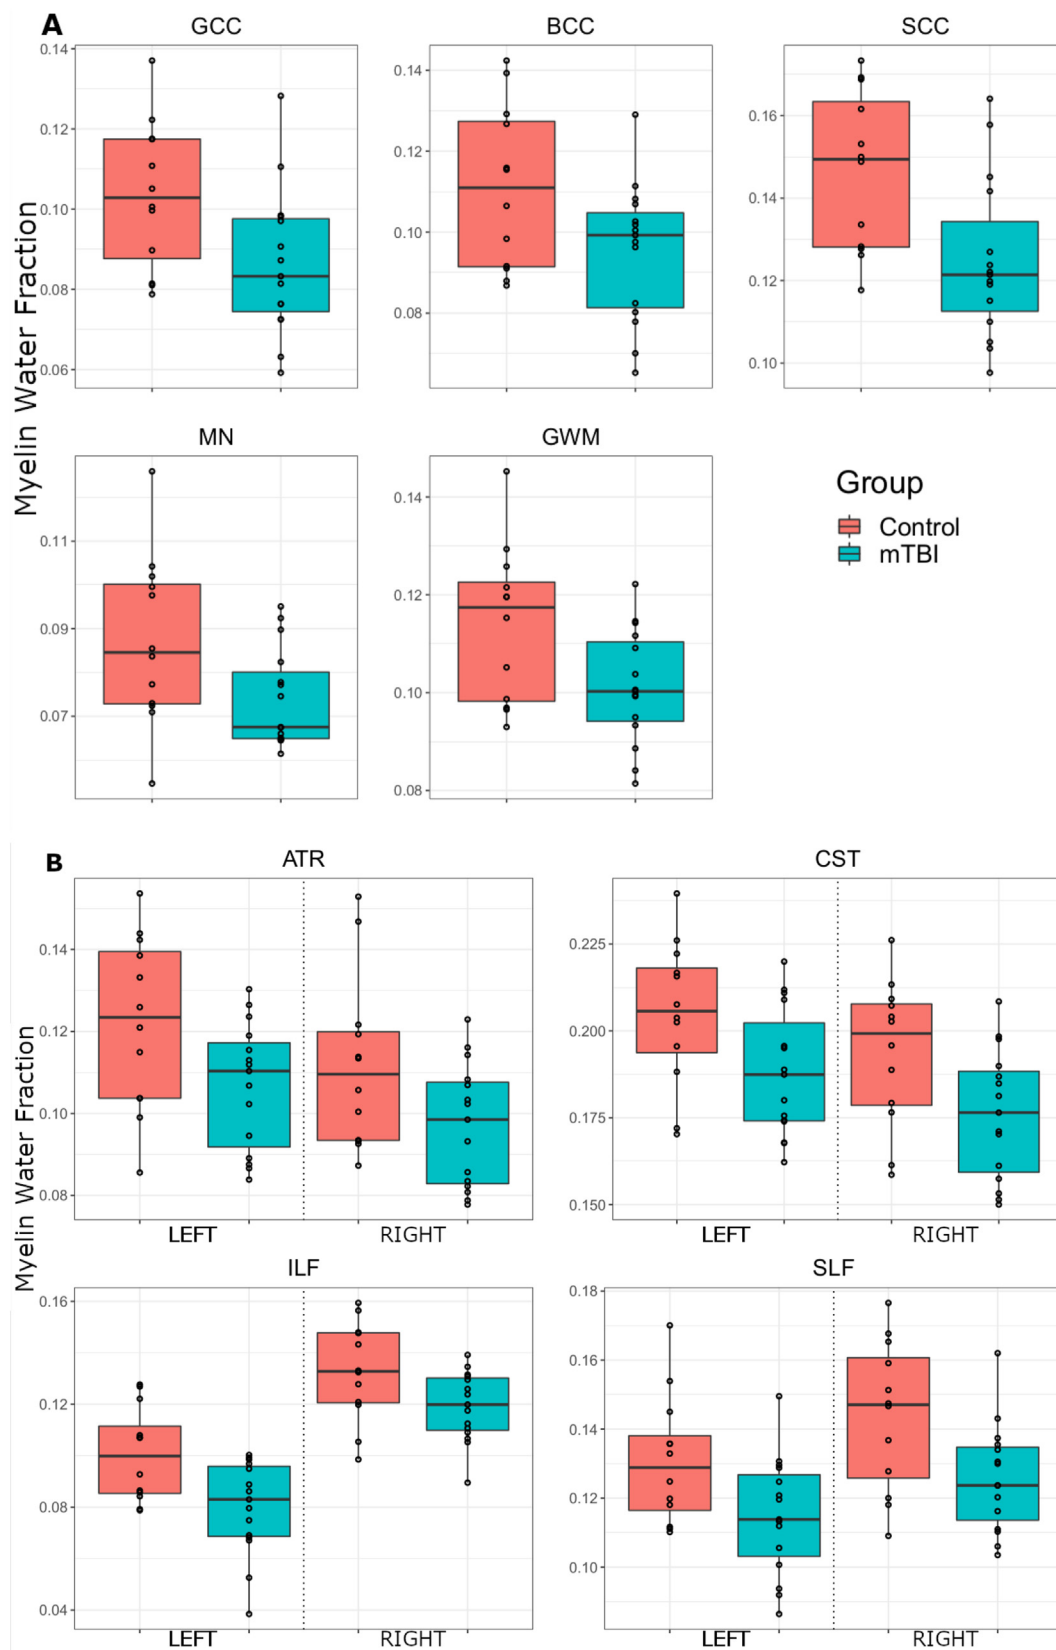 A
GCC
BCC
SCC
Myelin Water Fraction
0.14
0.12
0.10
0.08
0.06
0.14
0.12
0.10
0.08
0.16
0.14
0.12
0.10
MN
GWM
0.11
0.09
0.07
0.14
0.12
0.10
0.08
Group
Control
mTBI
B
ATR
CST
Myelin Water Fraction
0.14
0.12
0.10
0.08
0.225
0.200
0.175
0.150
LEFT
RIGHT
LEFT
RIGHT
ILF
SLF
0.16
0.12
0.08
0.04
0.18
0.16
0.14
0.12
0.10
LEFT
RIGHT
LEFT
RIGHT